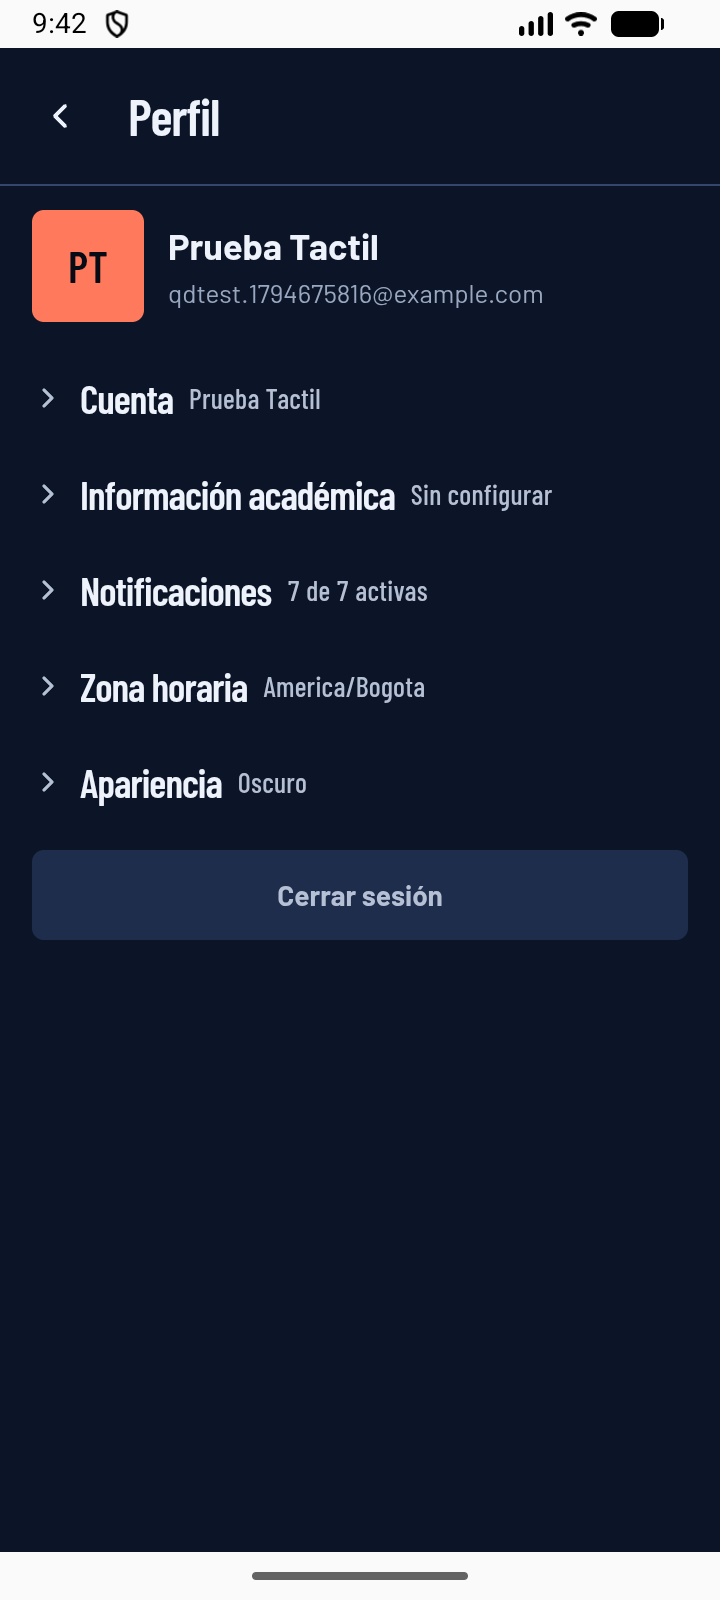 9:42
Perfil
PT
Prueba Tactil
qdtest.1794675816@example.com
Cuenta Prueba Tactil
Información académica Sin configurar
Notificaciones 7 de 7 activas
Zona horaria America/Bogota
Apariencia Oscuro
Cerrar sesión